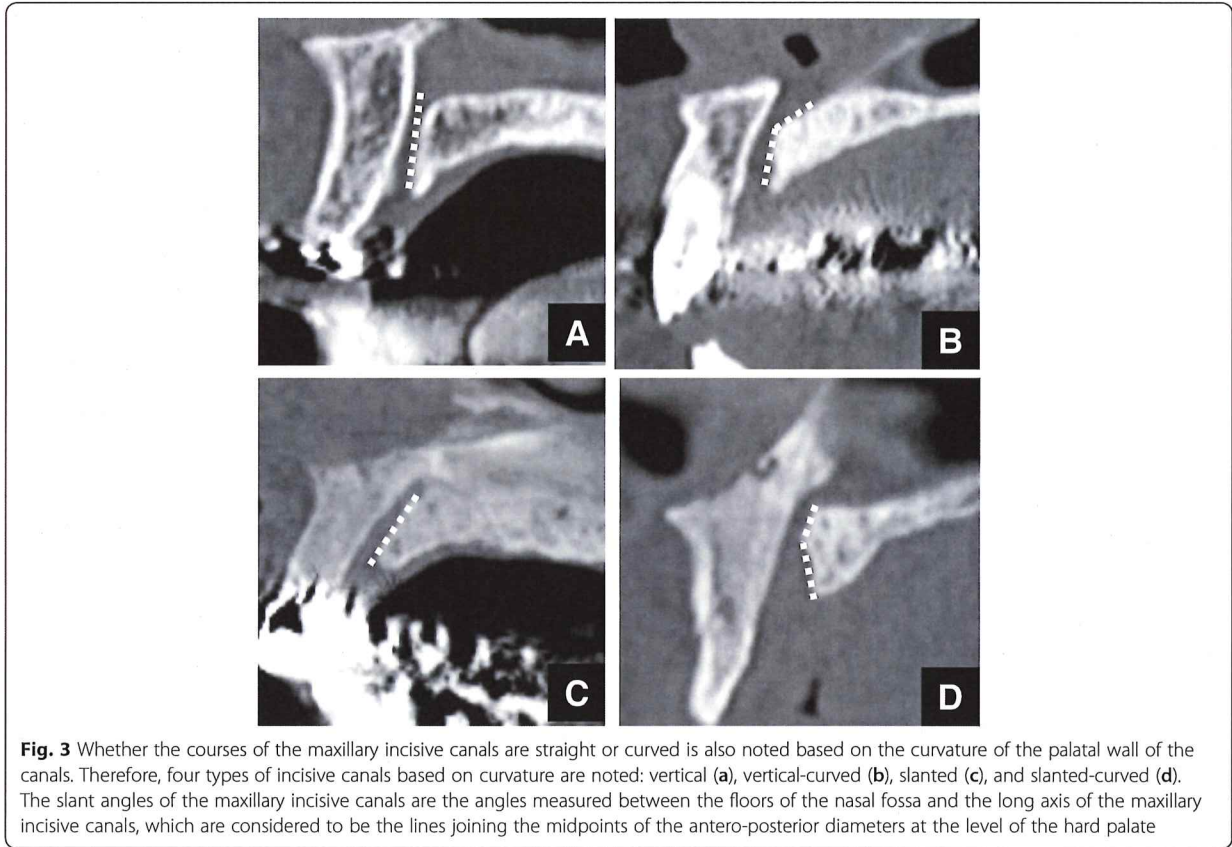 A
B
C
D
Fig. 3 Whether the courses of the maxillary incisive canals are straight or curved is also noted based on the curvature of the palatal wall of the
canals. Therefore, four types of incisive canals based on curvature are noted: vertical (a), vertical-curved (b), slanted (c), and slanted-curved (d).
The slant angles of the maxillary incisive canals are the angles measured between the floors of the nasal fossa and the long axis of the maxillary
incisive canals, which are considered to be the lines joining the midpoints of the antero-posterior diameters at the level of the hard palate